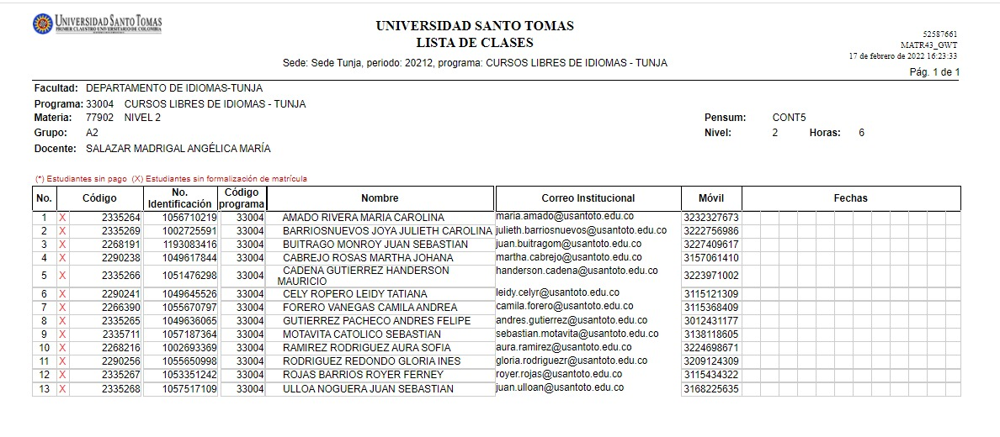 UNIVERSIDAD SANTO TOMAS
PRIMER CLAUSTRO UNIVERSITARIO DE COLOMBIA
UNIVERSIDAD SANTO TOMAS
LISTA DE CLASES
Sede: Sede Tunja, periodo: 20212, programa: CURSOS LIBRES DE IDIOMAS - TUNJA
52587661
MATR43_GWT
17 de febrero de 2022 16:23:33
Pág. 1 de 1
Facultad: DEPARTAMENTO DE IDIOMAS-TUNJA
Programa: 33004 CURSOS LIBRES DE IDIOMAS - TUNJA
Materia: 77902 NIVEL 2 Pensum: CONT5
Grupo: A2 Nivel: 2 Horas: 6
Docente: SALAZAR MADRIGAL ANGÉLICA MARÍA
(*) Estudiantes sin pago (X) Estudiantes sin formalización de matrícula
No. Código No. Identificación Código programa Nombre Correo Institucional Móvil Fechas
1 X 2335264 1056710219 33004 AMADO RIVERA MARIA CAROLINA maria.amado@usantoto.edu.co 3232327673
2 X 2335269 1002725591 33004 BARRIOSNUEVOS JOYA JULIETH CAROLINA julieth.barriosnuevos@usantoto.edu.co 3222756986
3 X 2268191 1193083416 33004 BUITRAGO MONROY JUAN SEBASTIAN juan.buitragom@usantoto.edu.co 3227409617
4 X 2290238 1049617844 33004 CABREJO ROSAS MARTHA JOHANA martha.cabrejo@usantoto.edu.co 3157061410
5 X 2335266 1051476298 33004 CADENA GUTIERREZ HANDERSON MAURICIO handerson.cadena@usantoto.edu.co 3223971002
6 X 2290241 1049645526 33004 CELY ROPERO LEIDY TATIANA leidy.celyr@usantoto.edu.co 3115121309
7 X 2266390 1055670797 33004 FORERO VANEGAS CAMILA ANDREA camila.forero@usantoto.edu.co 3115368409
8 X 2335265 1049636065 33004 GUTIERREZ PACHECO ANDRES FELIPE andres.gutierrez@usantoto.edu.co 3012431177
9 X 2335711 1057187364 33004 MOTAVITA CATOLICO SEBASTIAN sebastian.motavita@usantoto.edu.co 3138118605
10 X 2268216 1002693369 33004 RAMIREZ RODRIGUEZ AURA SOFIA aura.ramirez@usantoto.edu.co 3224698671
11 X 2290256 1055650998 33004 RODRIGUEZ REDONDO GLORIA INES gloria.rodriguezr@usantoto.edu.co 3209124309
12 X 2335267 1053351242 33004 ROJAS BARRIOS ROYER FERNEY royer.rojas@usantoto.edu.co 3115434322
13 X 2335268 1057517109 33004 ULLOA NOGUERA JUAN SEBASTIAN juan.ulloan@usantoto.edu.co 3168225635